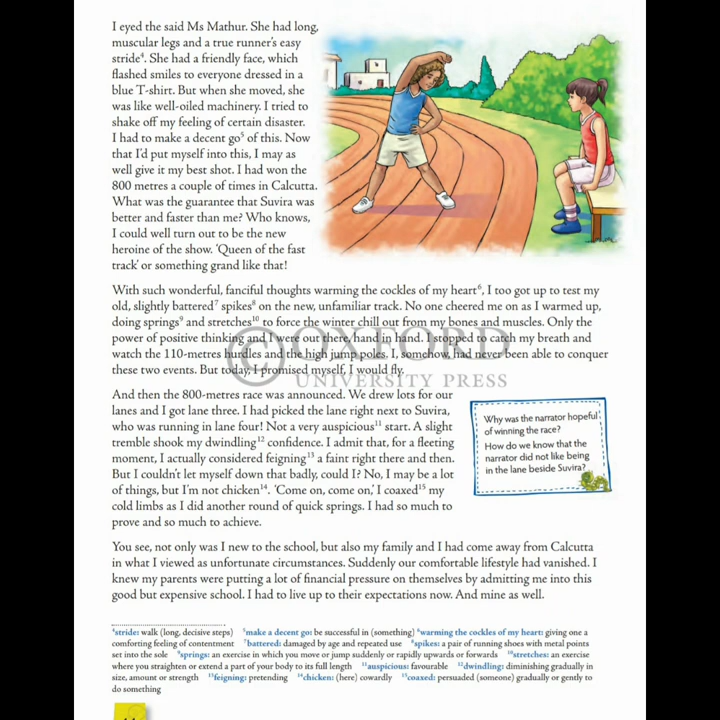 I eyed the said Ms Mathur. She had long,
muscular legs and a true runner's easy
stride⁴. She had a friendly face, which
flashed smiles to everyone dressed in a
blue T-shirt. But when she moved, she
was like well-oiled machinery. I tried to
shake off my feeling of certain disaster.
I had to make a decent go⁵ of this. Now
that I'd put myself into this, I may as
well give it my best shot. I had won the
800 metres a couple of times in Calcutta.
What was the guarantee that Suvira was
better and faster than me? Who knows,
I could well turn out to be the new
heroine of the show. 'Queen of the fast
track' or something grand like that!
With such wonderful, fanciful thoughts warming the cockles of my heart⁶, I too got up to test my
old, slightly battered⁷ spikes⁸ on the new, unfamiliar track. No one cheered me on as I warmed up,
doing springs⁹ and stretches¹⁰ to force the winter chill out from my bones and muscles. Only the
power of positive thinking and I were out there, hand in hand. I stopped to catch my breath and
watch the 110-metres hurdles and the high jump poles. I, somehow, had never been able to conquer
these two events. But today, I promised myself, I would fly.
© OXFORD
UNIVERSITY PRESS
And then the 800-metres race was announced. We drew lots for our
lanes and I got lane three. I had picked the lane right next to Suvira,
who was running in lane four! Not a very auspicious¹¹ start. A slight
tremble shook my dwindling¹² confidence. I admit that, for a fleeting
moment, I actually considered feigning¹³ a faint right there and then.
But I couldn't let myself down that badly, could I? No, I may be a lot
of things, but I'm not chicken¹⁴. 'Come on, come on,' I coaxed¹⁵ my
cold limbs as I did another round of quick springs. I had so much to
prove and so much to achieve.
Why was the narrator hopeful
of winning the race?
How do we know that the
narrator did not like being
in the lane beside Suvira?
You see, not only was I new to the school, but also my family and I had come away from Calcutta
in what I viewed as unfortunate circumstances. Suddenly our comfortable lifestyle had vanished. I
knew my parents were putting a lot of financial pressure on themselves by admitting me into this
good but expensive school. I had to live up to their expectations now. And mine as well.
⁴stride: walk (long, decisive steps) ⁵make a decent go: be successful in (something) ⁶warming the cockles of my heart: giving one a
comforting feeling of contentment ⁷battered: damaged by age and repeated use ⁸spikes: a pair of running shoes with metal points
set into the sole ⁹springs: an exercise in which you move or jump suddenly or rapidly upwards or forwards ¹⁰stretches: an exercise
where you straighten or extend a part of your body to its full length ¹¹auspicious: favourable ¹²dwindling: diminishing gradually in
size, amount or strength ¹³feigning: pretending ¹⁴chicken: (here) cowardly ¹⁵coaxed: persuaded (someone) gradually or gently to
do something